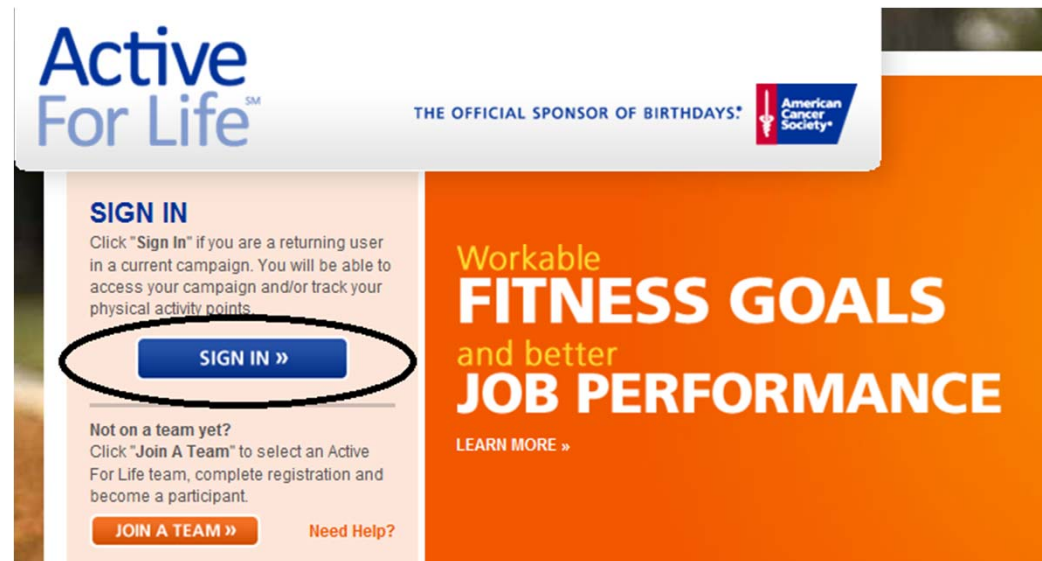 Active
For Life℠
THE OFFICIAL SPONSOR OF BIRTHDAYS.®
American
Cancer
Society®
SIGN IN
Click "Sign In" if you are a returning user
in a current campaign. You will be able to
access your campaign and/or track your
physical activity points.
SIGN IN »
Not on a team yet?
Click "Join A Team" to select an Active
For Life team, complete registration and
become a participant.
JOIN A TEAM »
Need Help?
Workable
FITNESS GOALS
and better
JOB PERFORMANCE
LEARN MORE »